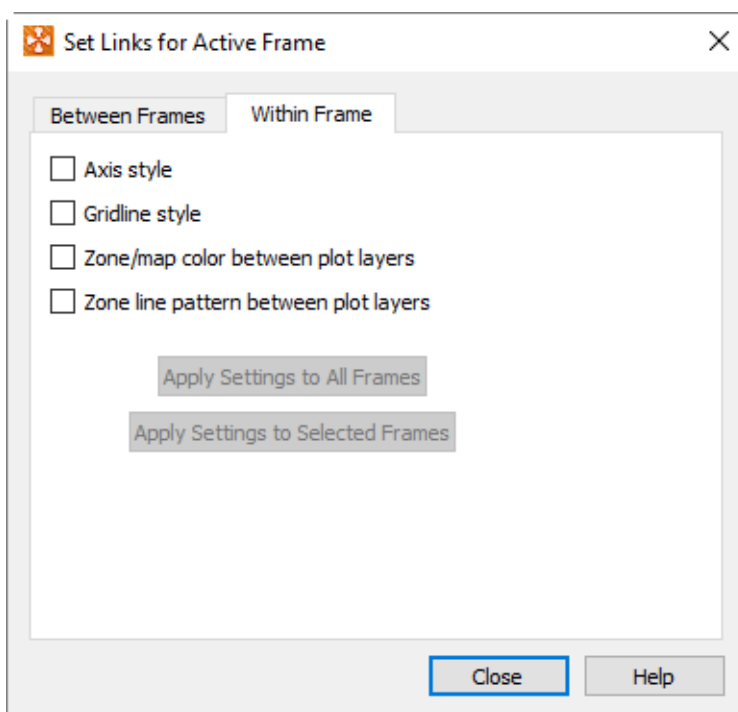 Set Links for Active Frame
Between Frames
Within Frame
Axis style
Gridline style
Zone/map color between plot layers
Zone line pattern between plot layers
Apply Settings to All Frames
Apply Settings to Selected Frames
Close
Help